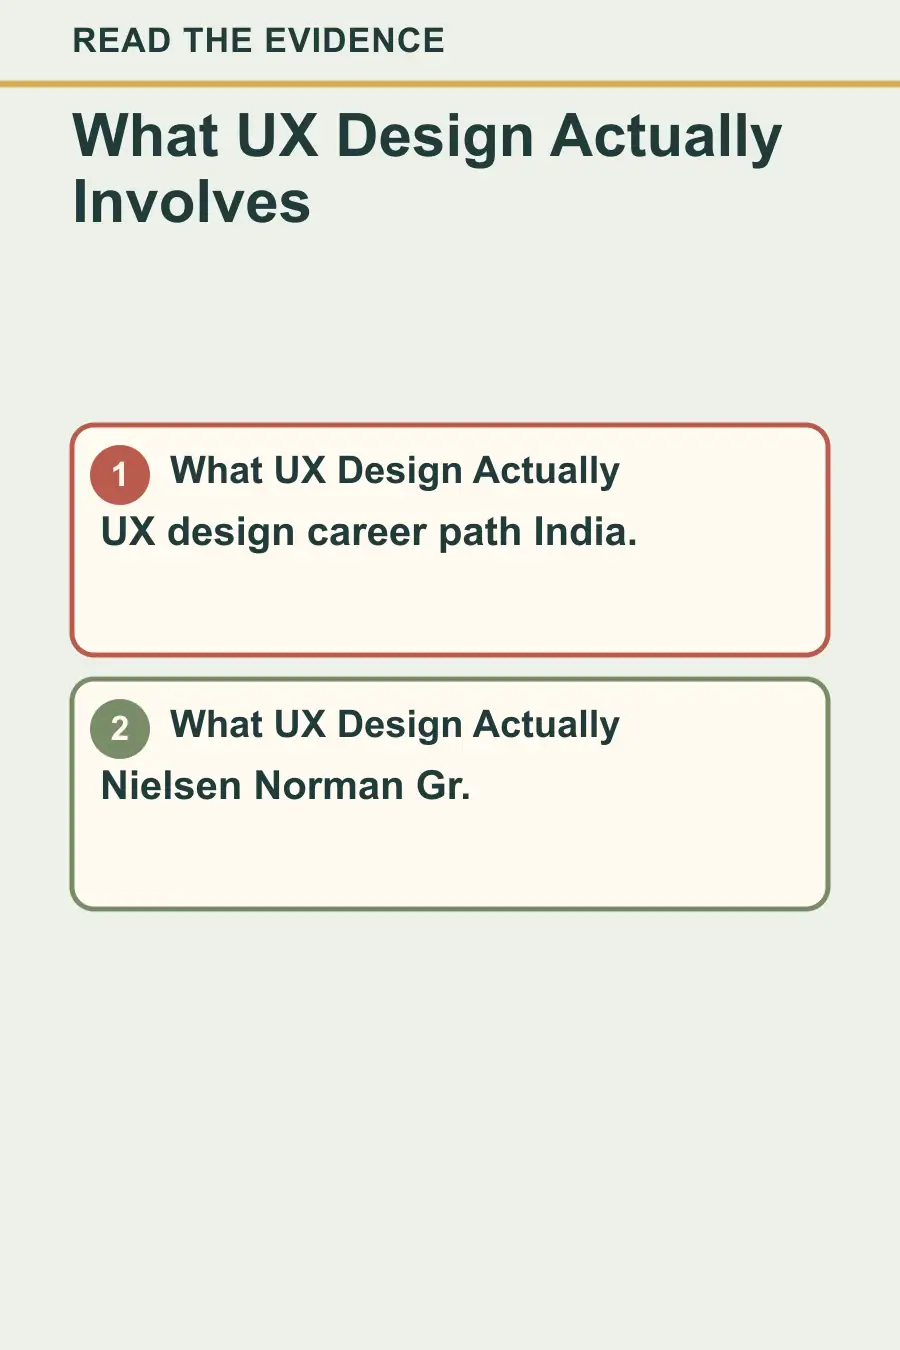 READ THE EVIDENCE
What UX Design Actually
Involves
1 What UX Design Actually
UX design career path India.
2 What UX Design Actually
Nielsen Norman Gr.